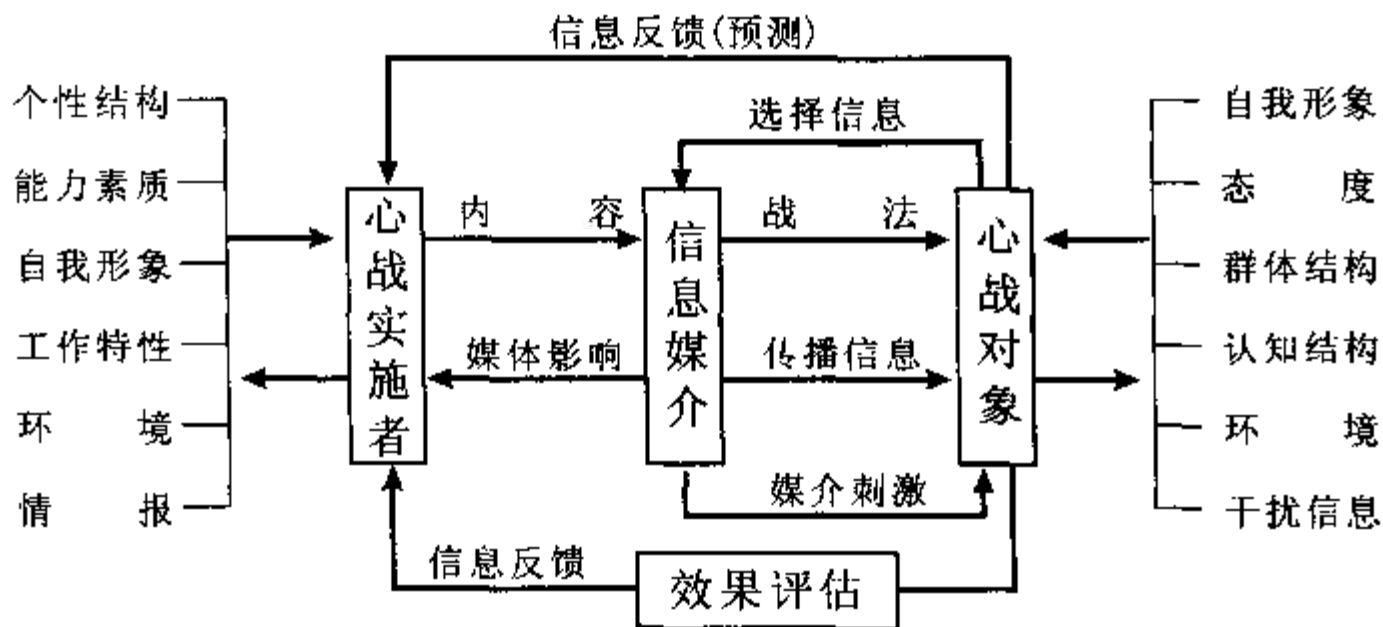 信息反馈(预测)
选择信息
个性结构
能力素质
自我形象
工作特性
环境
情报
心战实施者
内容
媒体影响
信息媒介
战法
传播信息
媒介刺激
心战对象
自我形象
态度
群体结构
认知结构
环境
干扰信息
信息反馈
效果评估